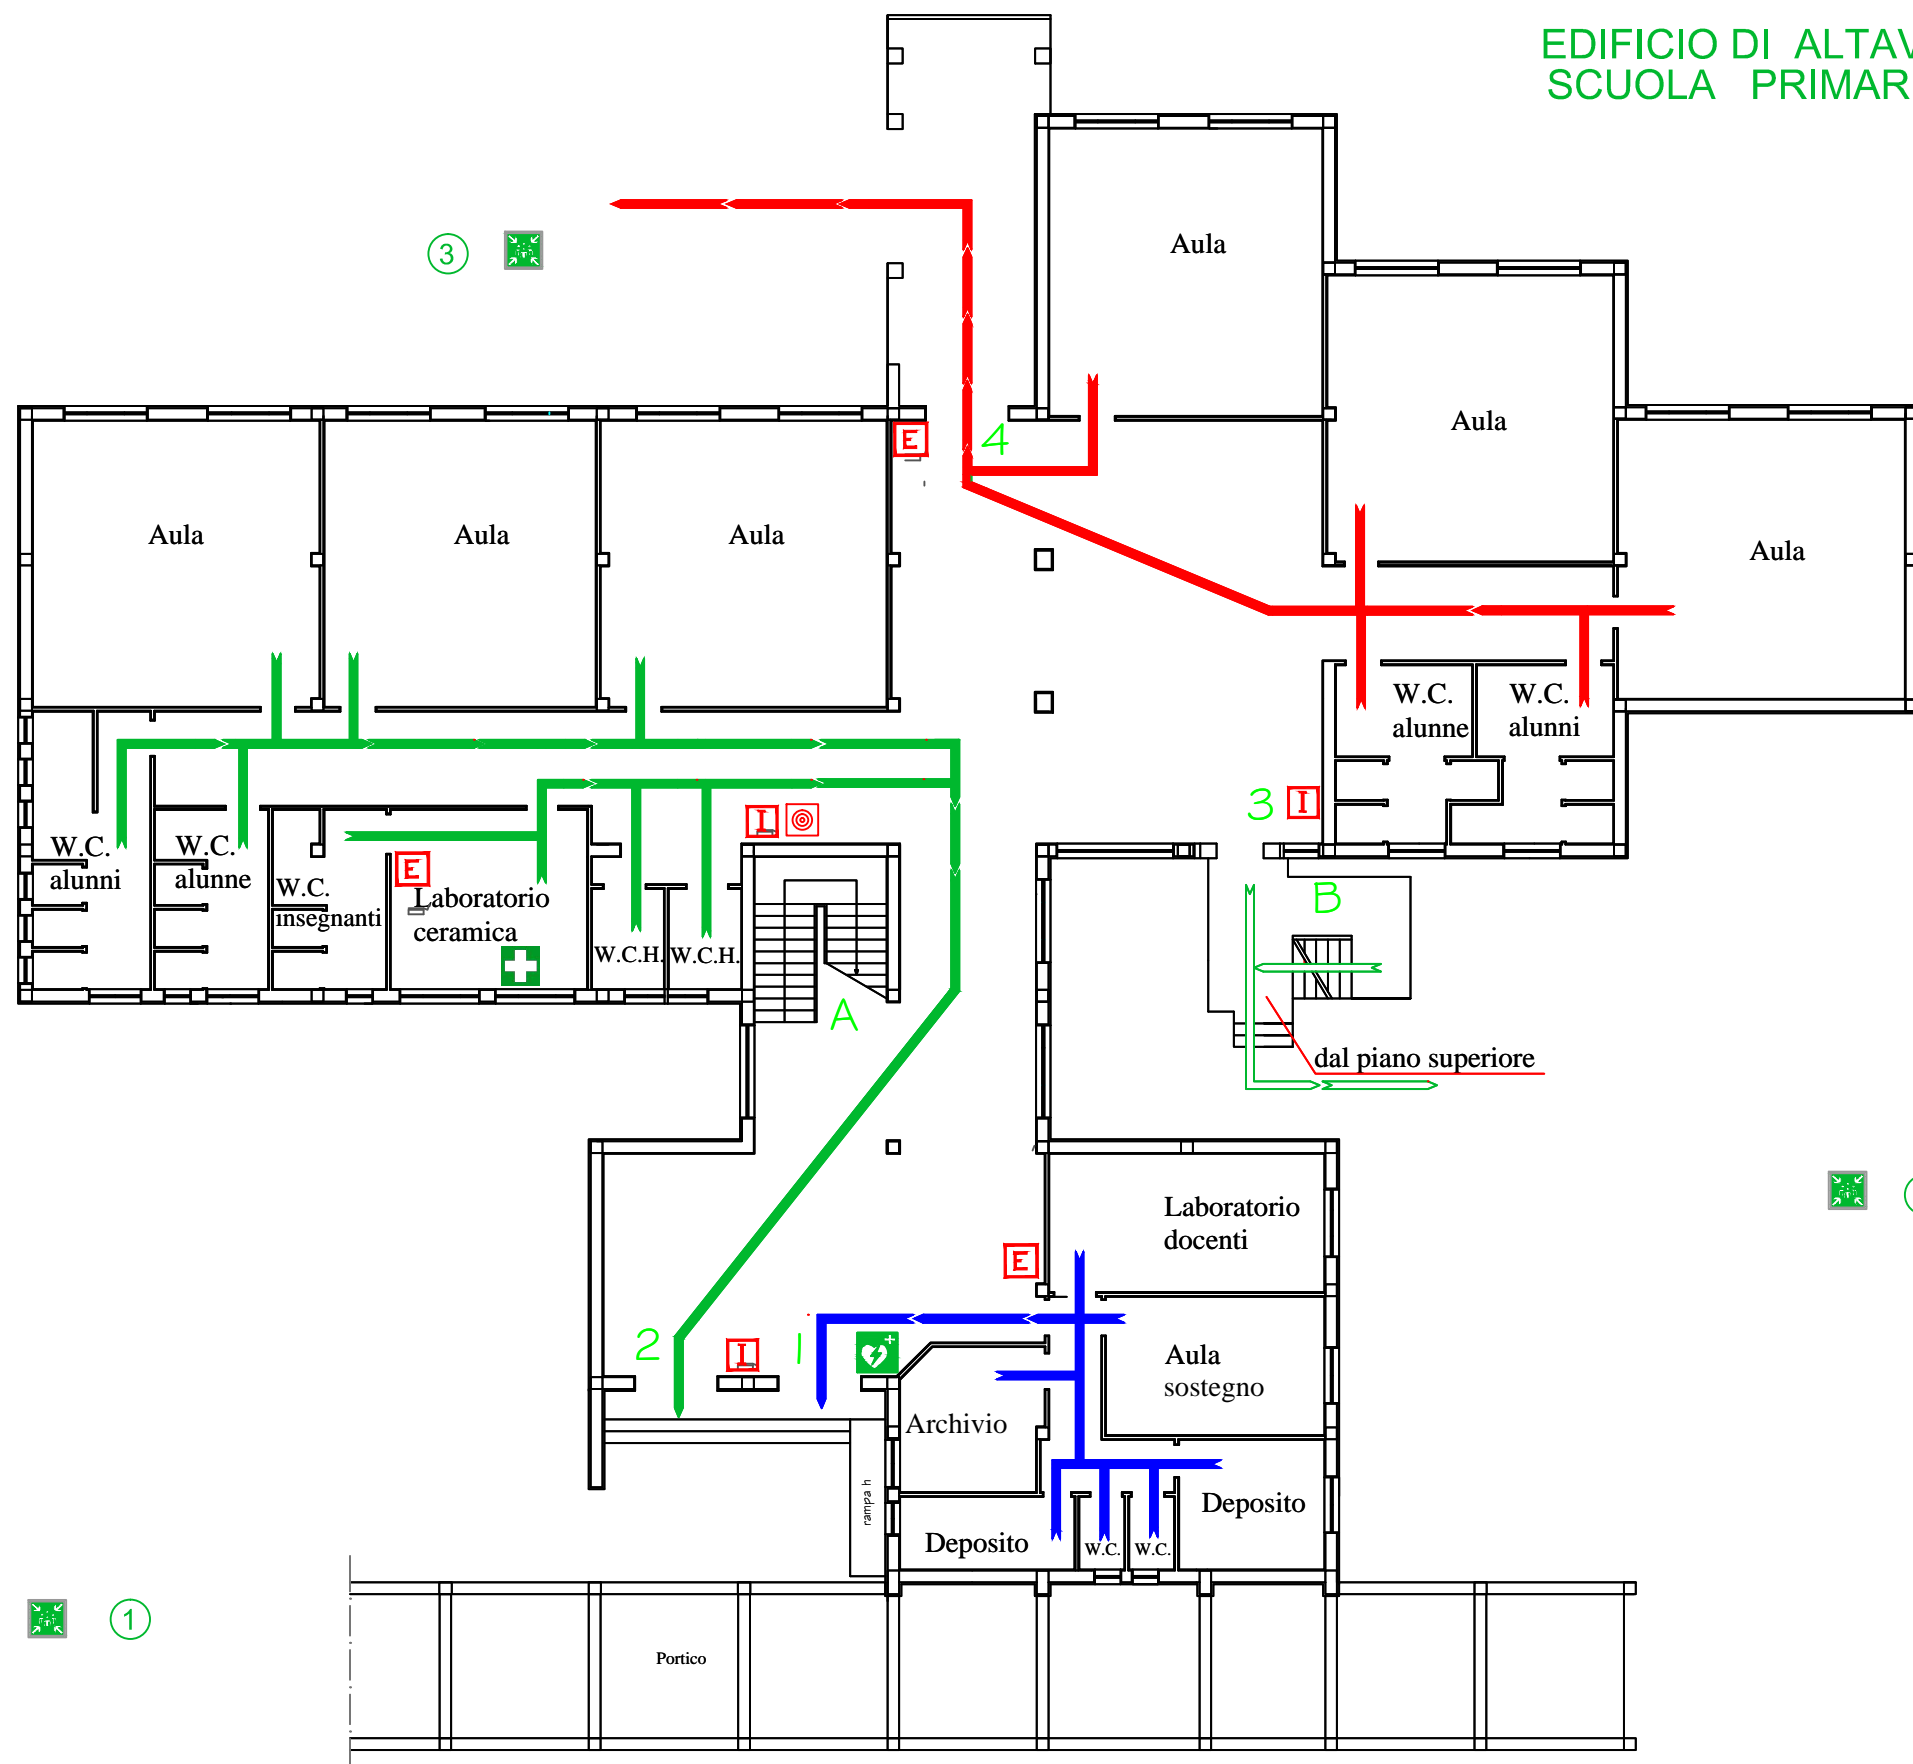 EDIFICIO DI ALTAV
SCUOLA PRIMAR
3
Aula
Aula
E
4
Aula
Aula
Aula
Aula
W.C.
alunne
W.C.
alunni
3
I
I
W.C.
alunni
W.C.
alunne
W.C.
insegnanti
E
Laboratorio
ceramica
W.C.H.
W.C.H.
A
B
dal piano superiore
Laboratorio
docenti
E
2
I
1
Aula
sostegno
Archivio
rampa h
Deposito
W.C.
W.C.
Deposito
1
Portico